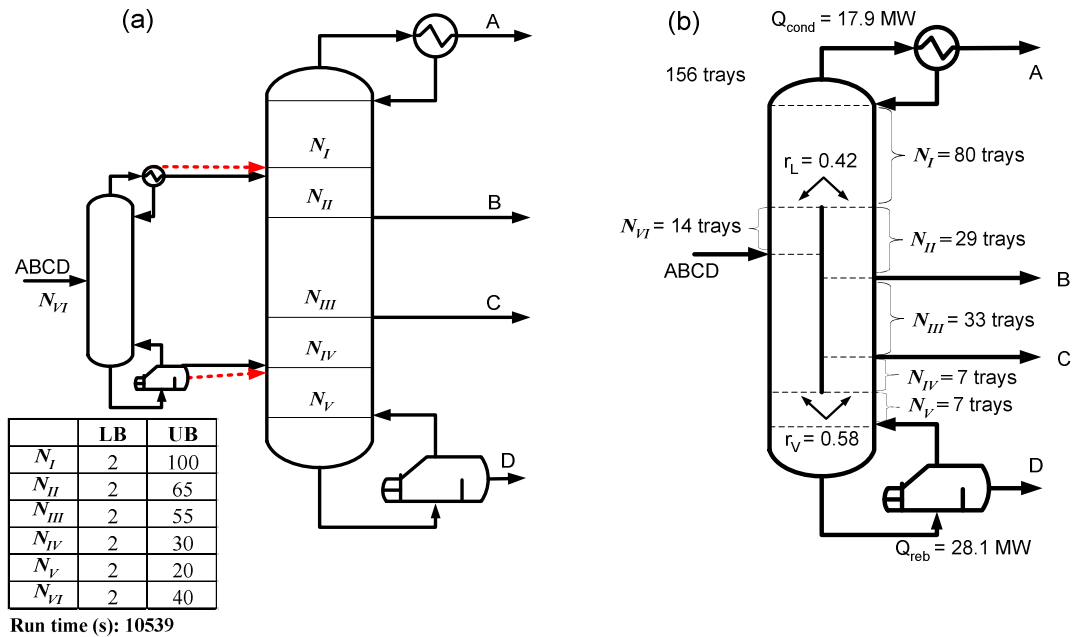 (a)
A
N_I
N_II
B
ABCD
N_VI
N_III
C
N_IV
N_V
D
LB UB
N_I 2 100
N_II 2 65
N_III 2 55
N_IV 2 30
N_V 2 20
N_VI 2 40
Run time (s): 10539
(b)
Q_cond = 17.9 MW
156 trays
A
N_I = 80 trays
r_L = 0.42
N_VI = 14 trays
N_II = 29 trays
ABCD
B
N_III = 33 trays
C
N_IV = 7 trays
N_V = 7 trays
r_V = 0.58
D
Q_reb = 28.1 MW